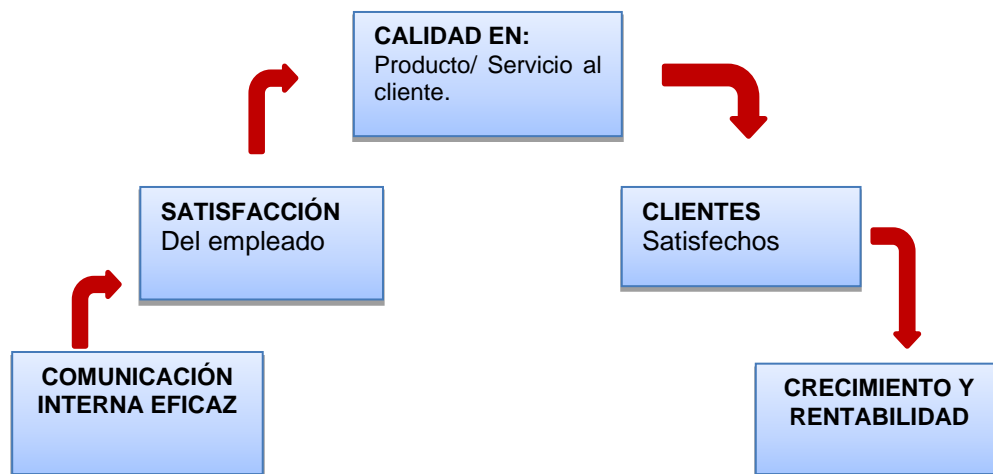 CALIDAD EN:
Producto/ Servicio al
cliente.
SATISFACCIÓN
Del empleado
CLIENTES
Satisfechos
COMUNICACIÓN
INTERNA EFICAZ
CRECIMIENTO Y
RENTABILIDAD